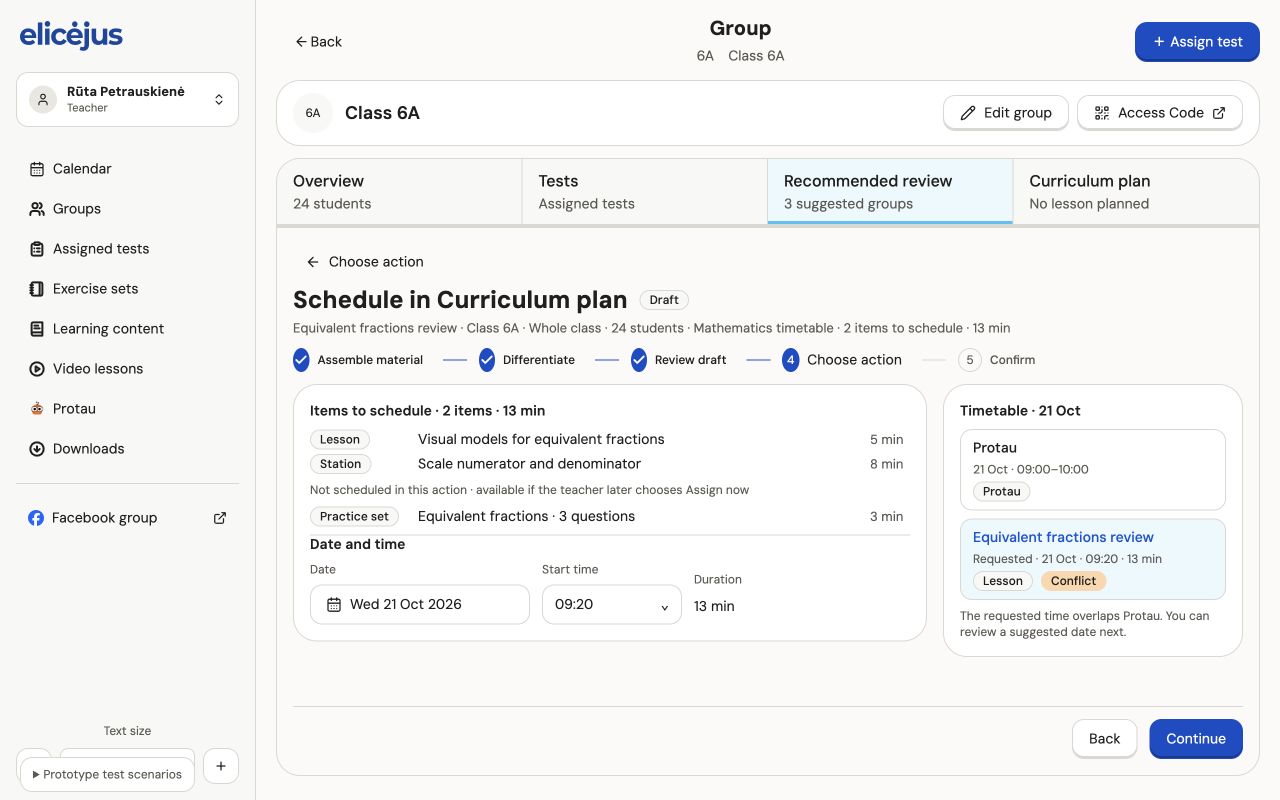 elicėjus
Rūta Petrauskienė
Teacher
Calendar
Groups
Assigned tests
Exercise sets
Learning content
Video lessons
Protau
Downloads
Facebook group
Text size
Prototype test scenarios
+
Back
Group
6A Class 6A
+ Assign test
6A Class 6A
Edit group
Access Code
Overview
24 students
Tests
Assigned tests
Recommended review
3 suggested groups
Curriculum plan
No lesson planned
Choose action
Schedule in Curriculum plan Draft
Equivalent fractions review · Class 6A · Whole class · 24 students · Mathematics timetable · 2 items to schedule · 13 min
Assemble material Differentiate Review draft 4 Choose action 5 Confirm
Items to schedule · 2 items · 13 min
Lesson Visual models for equivalent fractions 5 min
Station Scale numerator and denominator 8 min
Not scheduled in this action · available if the teacher later chooses Assign now
Practice set Equivalent fractions · 3 questions 3 min
Date and time
Date
Wed 21 Oct 2026
Start time
09:20
Duration
13 min
Timetable · 21 Oct
Protau
21 Oct · 09:00–10:00
Protau
Equivalent fractions review
Requested · 21 Oct · 09:20 · 13 min
Lesson Conflict
The requested time overlaps Protau. You can
review a suggested date next.
Back
Continue